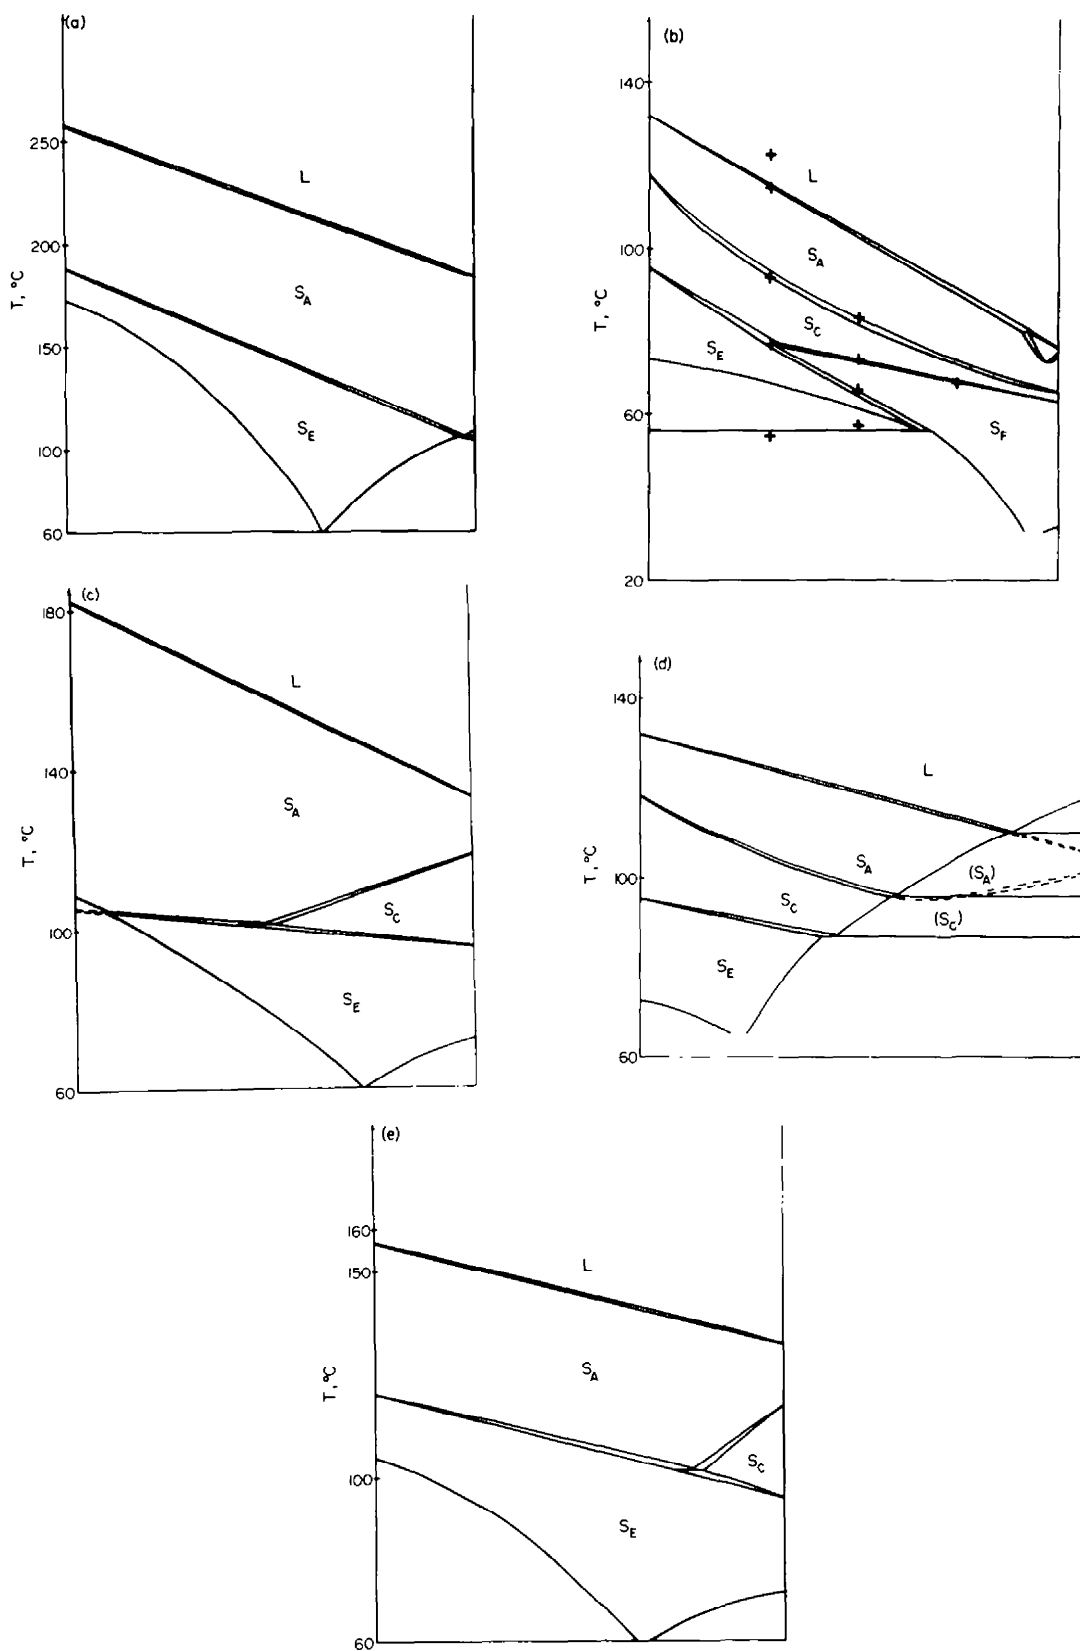 (a)
250
200
150
100
60
T, °C
L
S_A
S_E
(b)
140
100
60
20
T, °C
L
S_A
S_C
S_E
S_F
(c)
180
140
100
60
T, °C
L
S_A
S_C
S_E
(d)
140
100
60
T, °C
L
S_A
(S_A)
S_C
(S_C)
S_E
(e)
160
150
100
60
T, °C
L
S_A
S_C
S_E